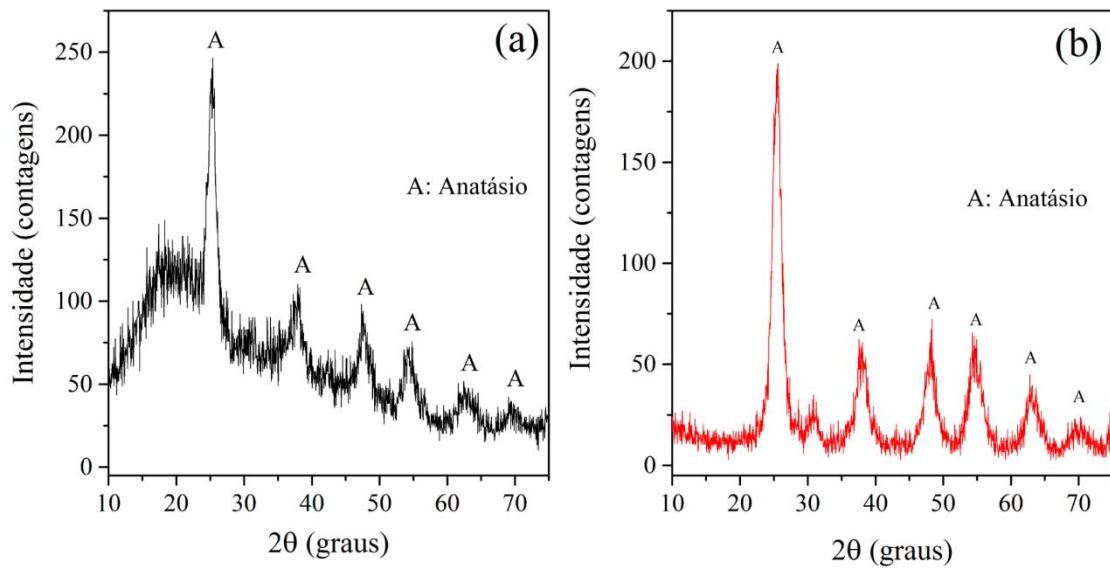 (a)
A
A: Anatásio
A
A
A
A
A
250
200
150
100
50
0
Intensidade (contagens)
10 20 30 40 50 60 70
2θ (graus)
(b)
A
A: Anatásio
A
A
A
A
A
200
150
100
50
0
Intensidade (contagens)
10 20 30 40 50 60 70
2θ (graus)